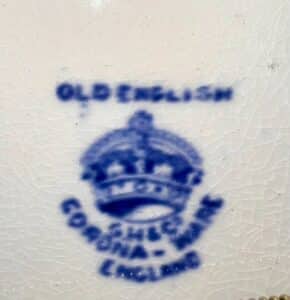 OLD ENGLISH
S.H & CO
CORONA-WARE
ENGLAND